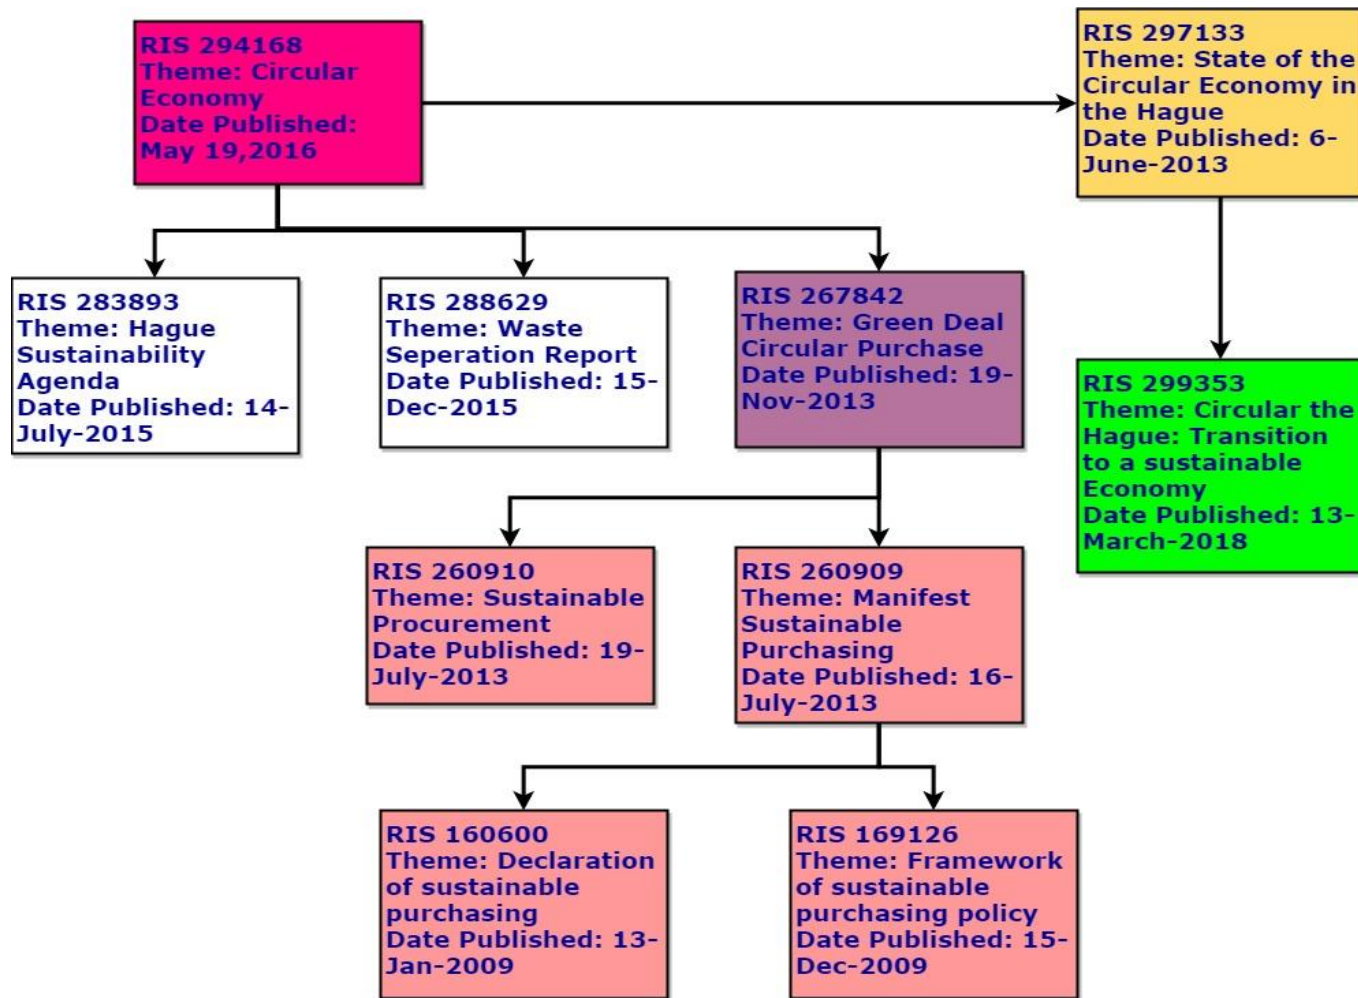 RIS 294168
Theme: Circular
Economy
Date Published:
May 19,2016
RIS 297133
Theme: State of the
Circular Economy in
the Hague
Date Published: 6-
June-2013
RIS 283893
Theme: Hague
Sustainability
Agenda
Date Published: 14-
July-2015
RIS 288629
Theme: Waste
Seperation Report
Date Published: 15-
Dec-2015
RIS 267842
Theme: Green Deal
Circular Purchase
Date Published: 19-
Nov-2013
RIS 299353
Theme: Circular the
Hague: Transition
to a sustainable
Economy
Date Published: 13-
March-2018
RIS 260910
Theme: Sustainable
Procurement
Date Published: 19-
July-2013
RIS 260909
Theme: Manifest
Sustainable
Purchasing
Date Published: 16-
July-2013
RIS 160600
Theme: Declaration
of sustainable
purchasing
Date Published: 13-
Jan-2009
RIS 169126
Theme: Framework
of sustainable
purchasing policy
Date Published: 15-
Dec-2009